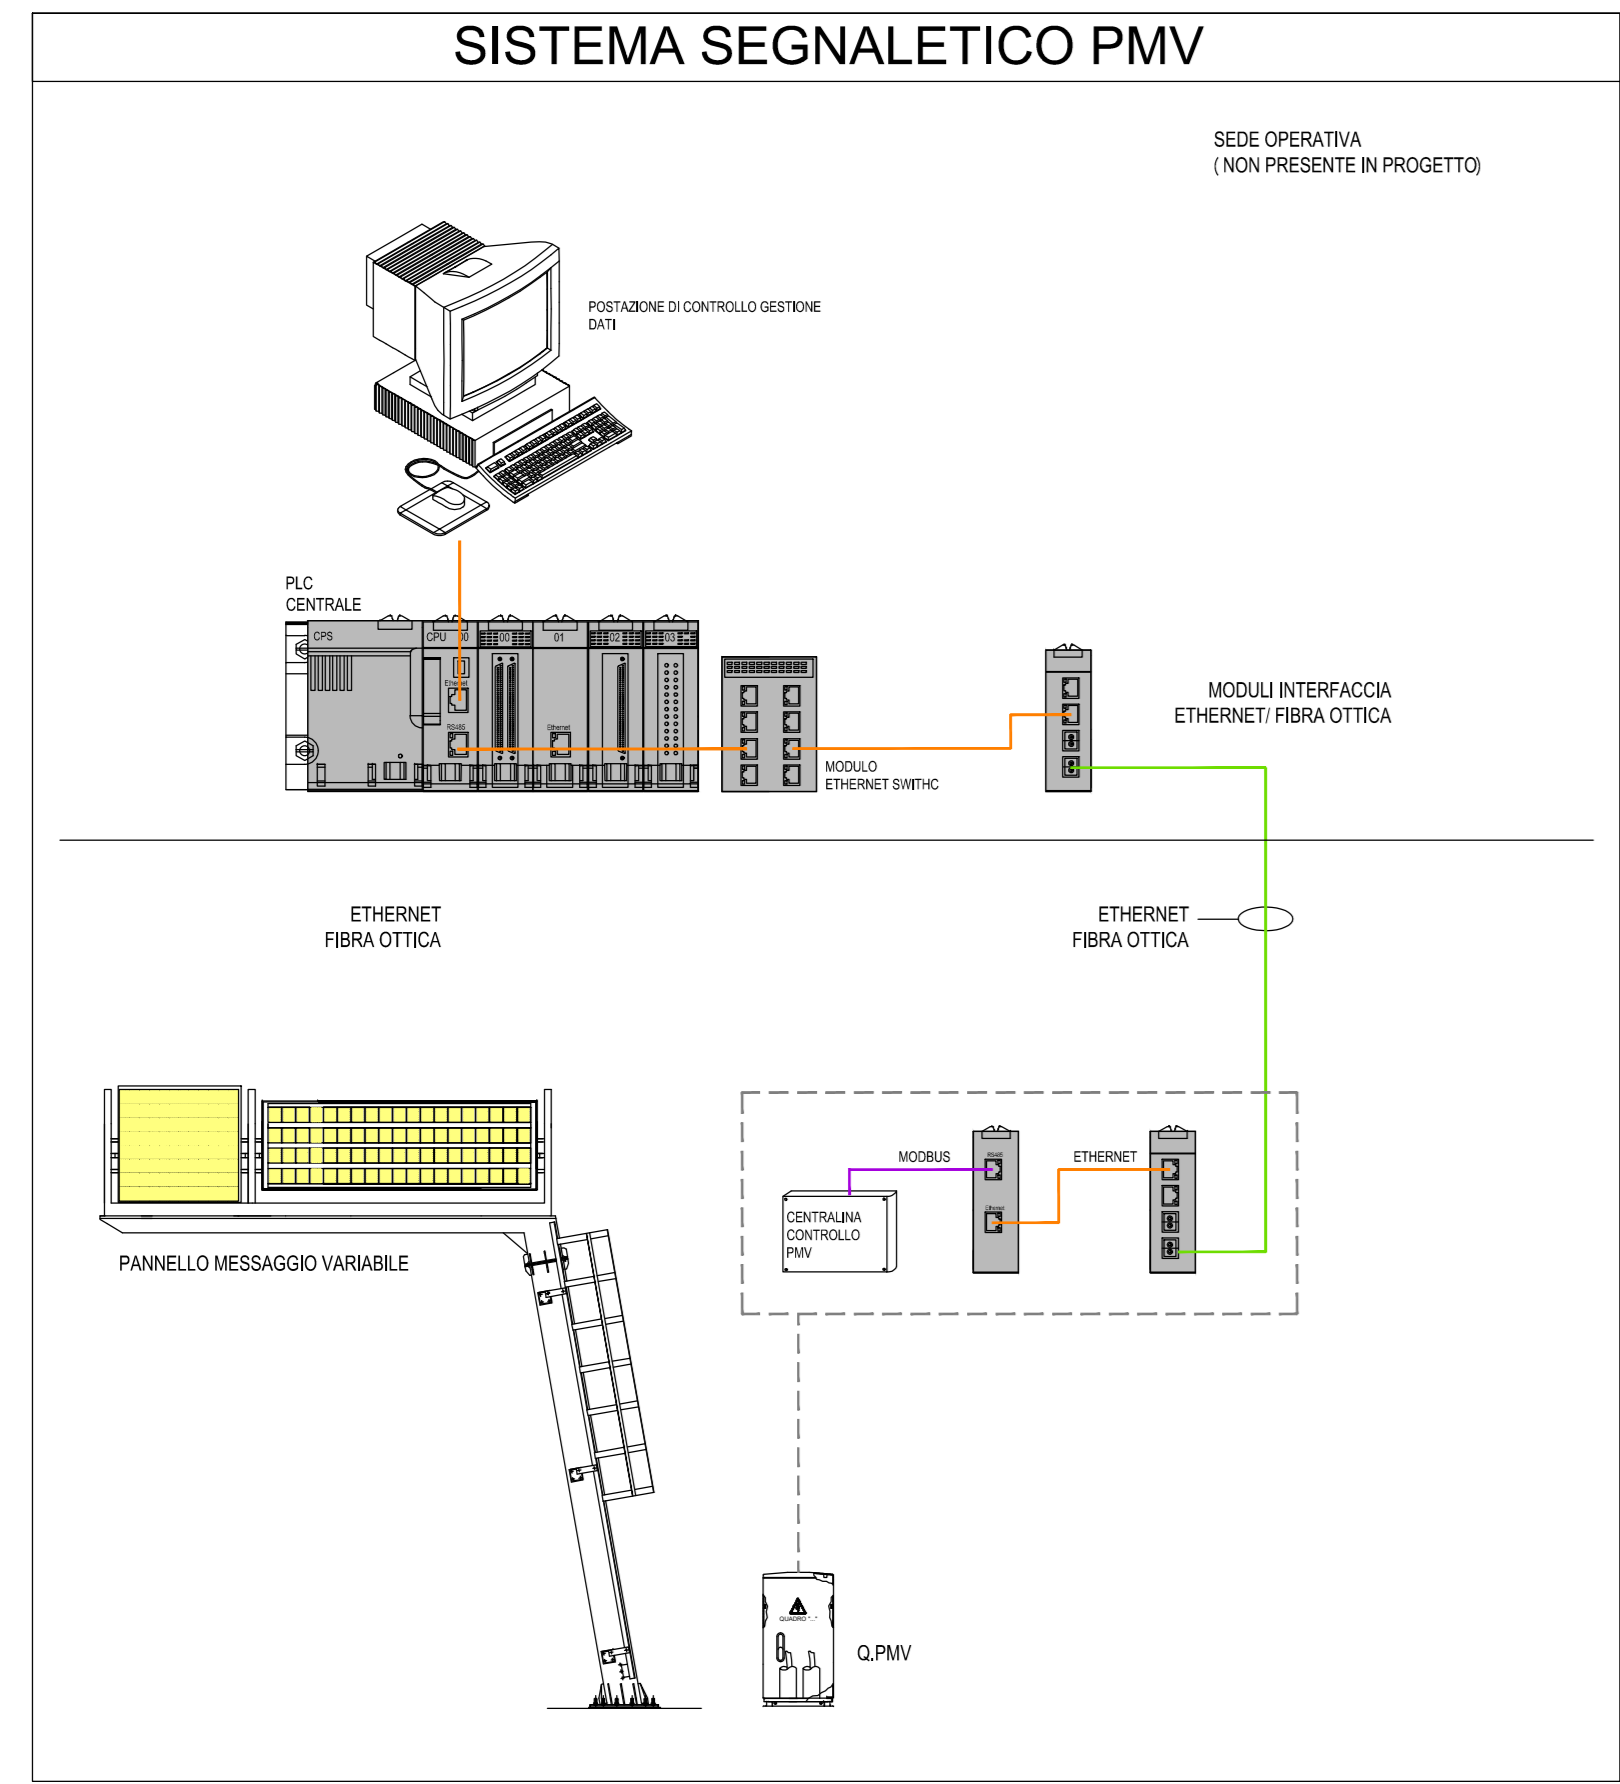 SISTEMA SEGNALETICO PMV
SEDE OPERATIVA
( NON PRESENTE IN PROGETTO)
POSTAZIONE DI CONTROLLO GESTIONE
DATI
PLC
CENTRALE
CPS
CPU 00
00
01
02
03
Ethernet
RS485
Ethernet
MODULO
ETHERNET SWITHC
MODULI INTERFACCIA
ETHERNET/ FIBRA OTTICA
ETHERNET
FIBRA OTTICA
ETHERNET
FIBRA OTTICA
PANNELLO MESSAGGIO VARIABILE
MODBUS
RS485
ETHERNET
Ethernet
CENTRALINA
CONTROLLO
PMV
QUADRO "..."
Q.PMV